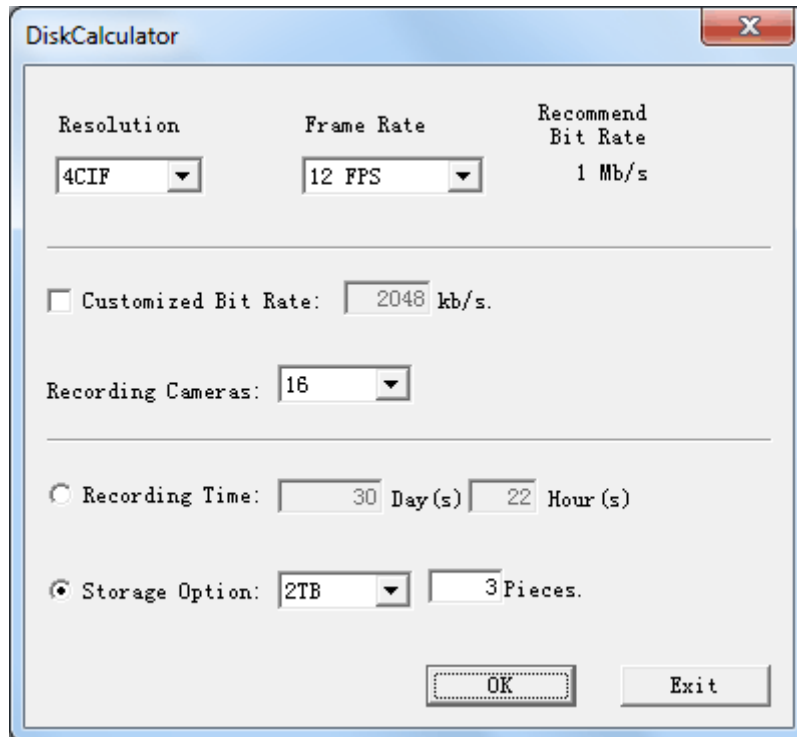 DiskCalculator
Resolution Frame Rate Recommend
Bit Rate
4CIF 12 FPS 1 Mb/s
Customized Bit Rate: 2048 kb/s.
Recording Cameras: 16
Recording Time: 30 Day(s) 22 Hour(s)
Storage Option: 2TB 3 Pieces.
OK Exit